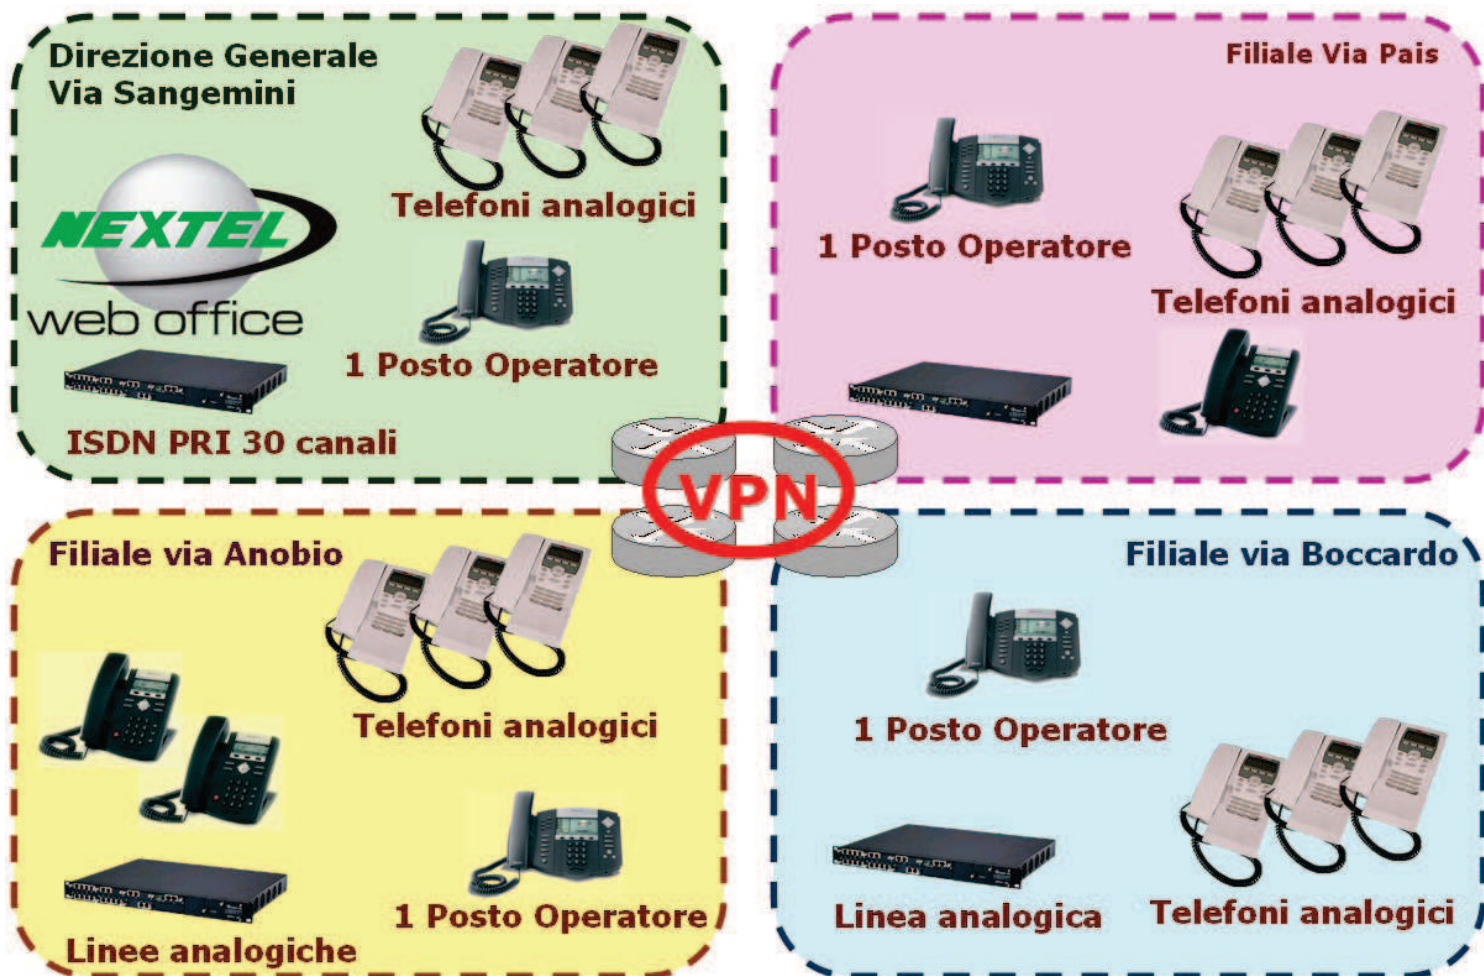 Direzione Generale
Via Sangemini
Telefoni analogici
NEXTEL
web office
1 Posto Operatore
ISDN PRI 30 canali
Filiale Via Pais
1 Posto Operatore
Telefoni analogici
VPN
Filiale via Anobio
Telefoni analogici
1 Posto Operatore
Linee analogiche
Filiale via Boccardo
1 Posto Operatore
Linea analogica
Telefoni analogici